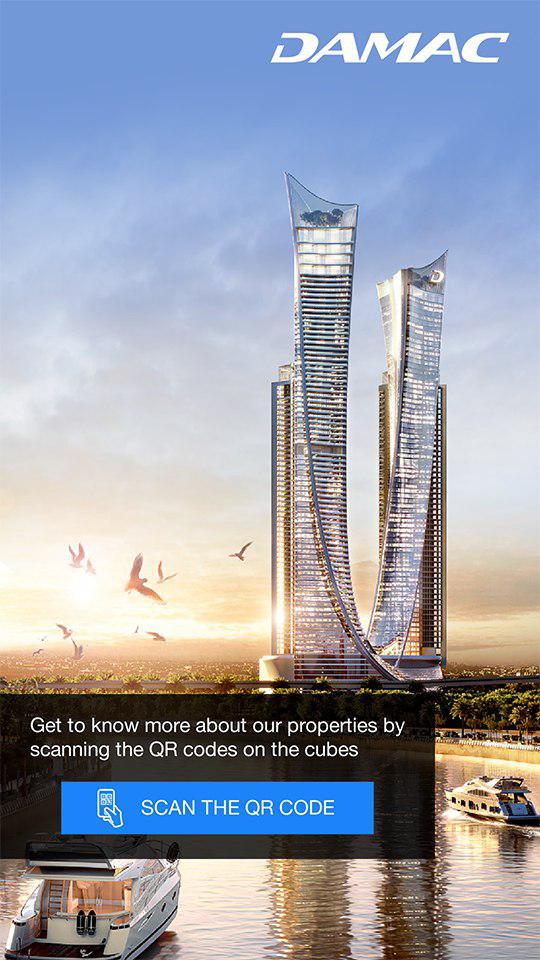 DAMAC
D
Get to know more about our properties by
scanning the QR codes on the cubes
SCAN THE QR CODE